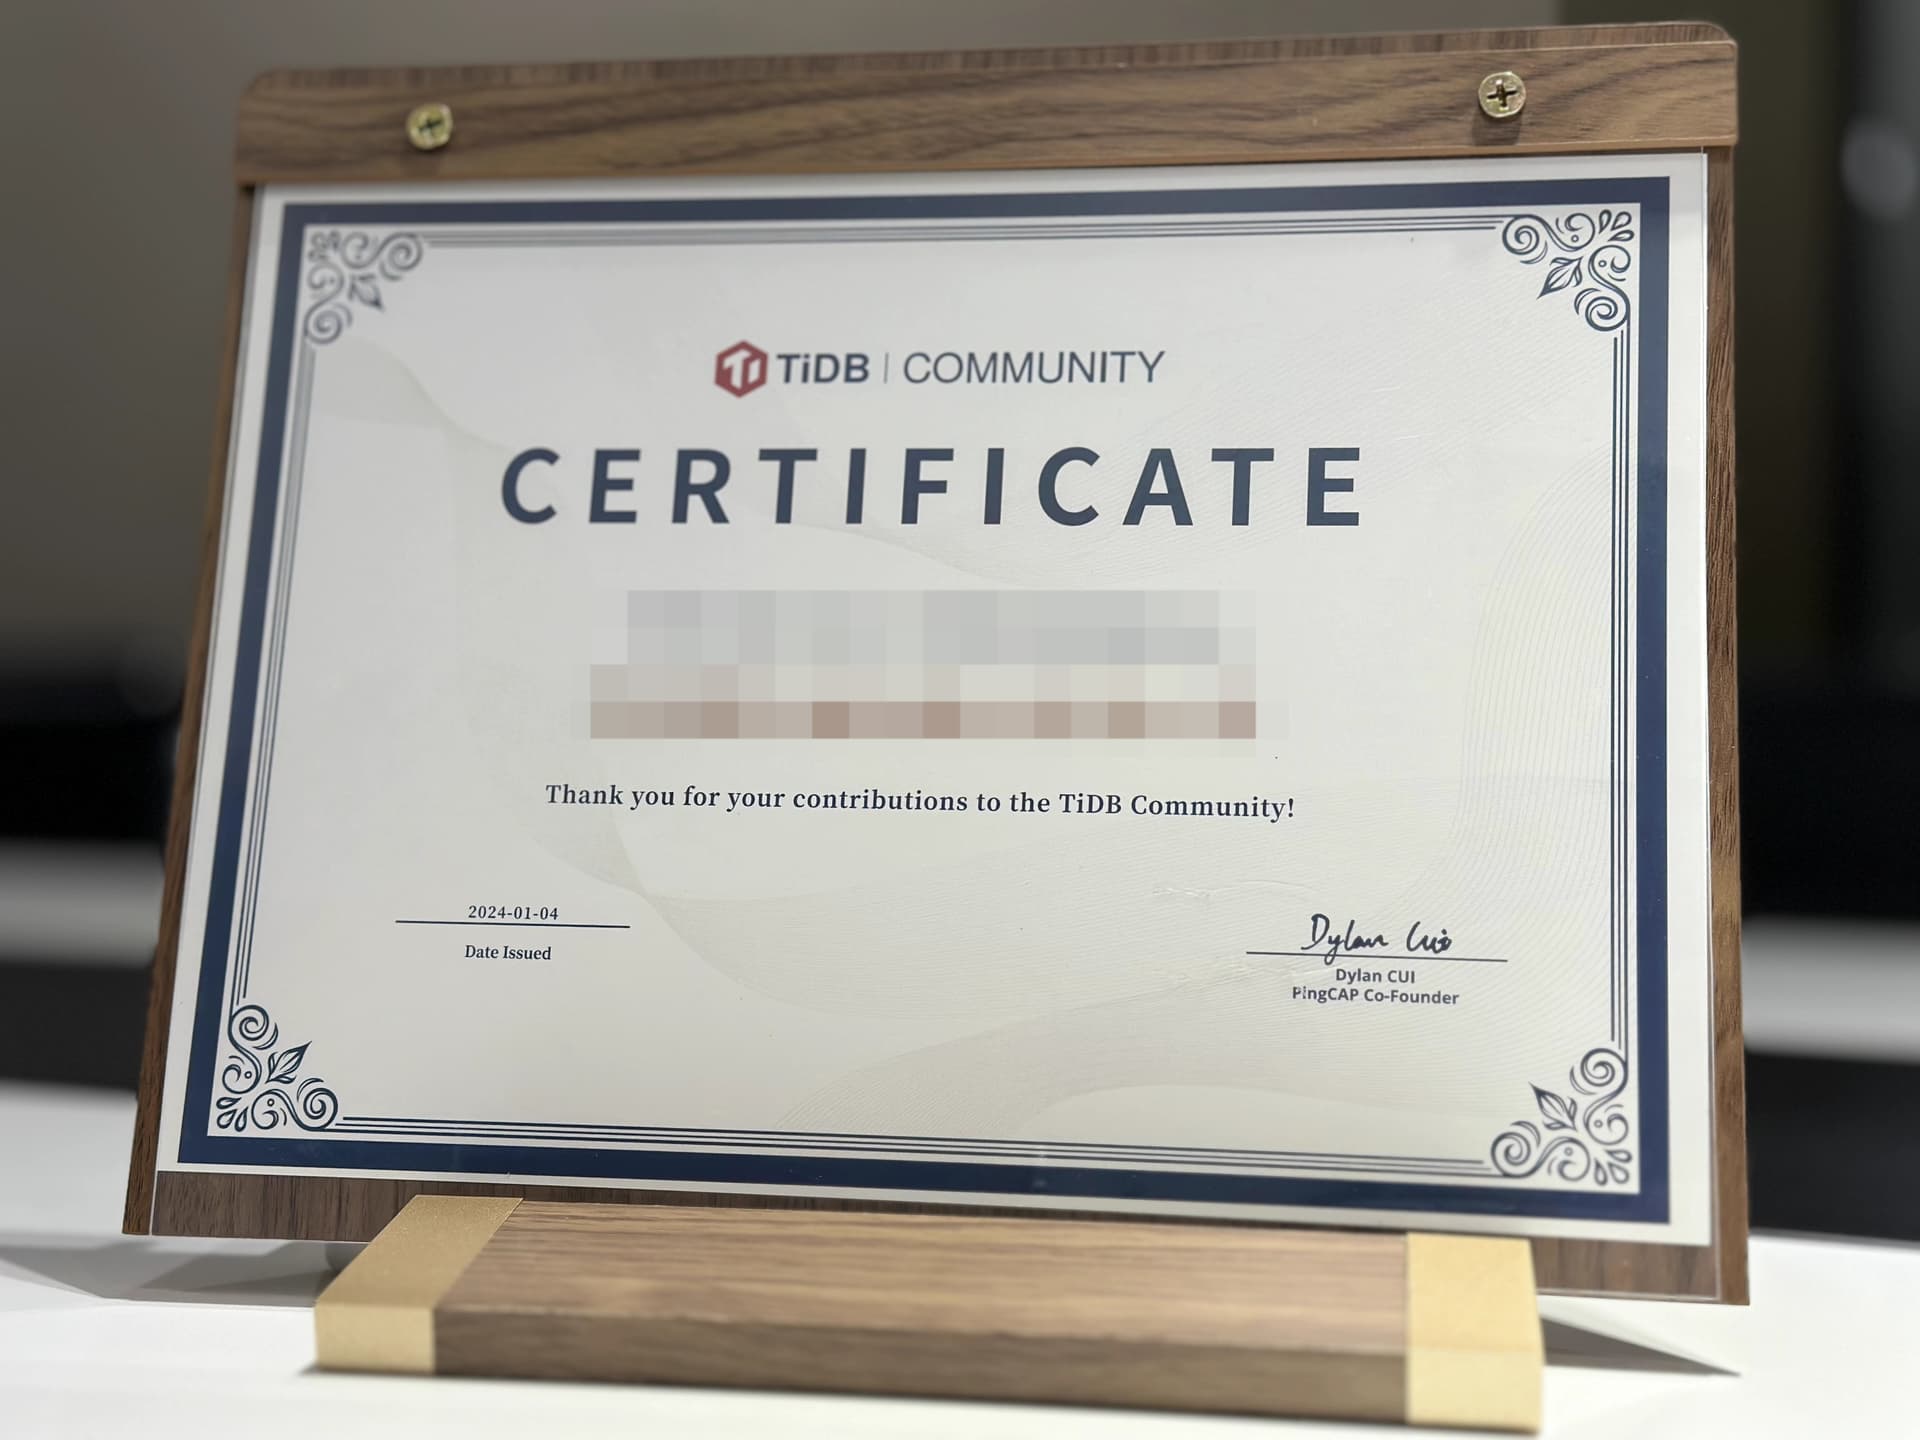 TiDB | COMMUNITY
CERTIFICATE
Thank you for your contributions to the TiDB Community!
2024-01-04
Date Issued
Dylan Cui
Dylan CUI
PingCAP Co-Founder